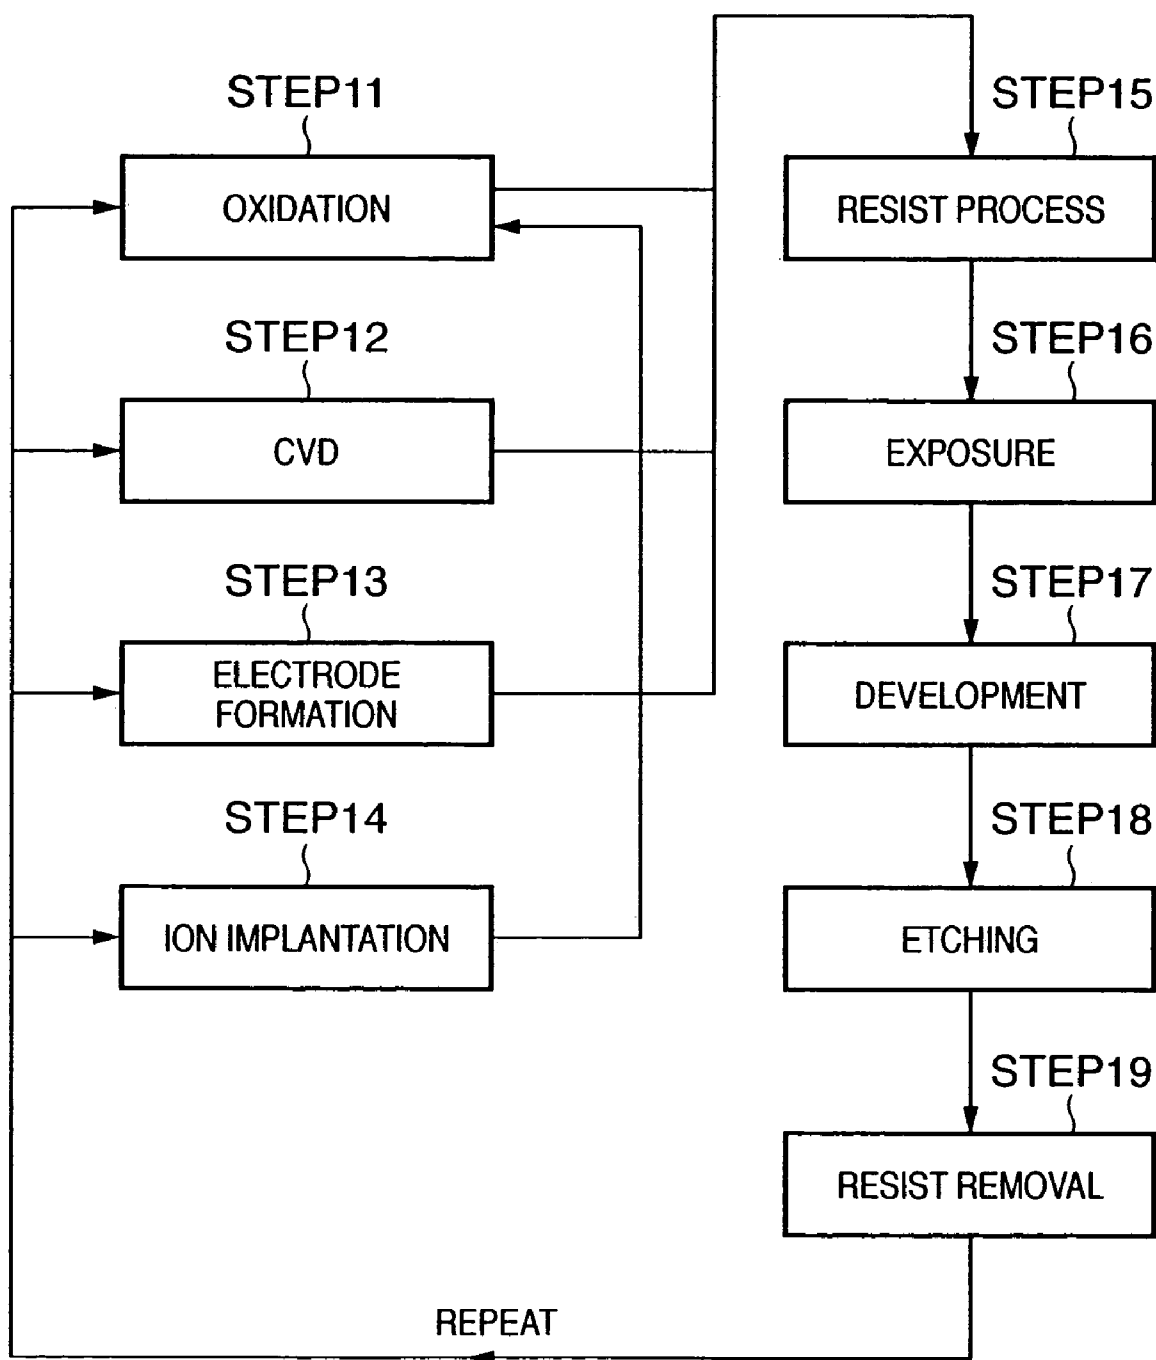 STEP11
OXIDATION
STEP12
CVD
STEP13
ELECTRODE
FORMATION
STEP14
ION IMPLANTATION
STEP15
RESIST PROCESS
STEP16
EXPOSURE
STEP17
DEVELOPMENT
STEP18
ETCHING
STEP19
RESIST REMOVAL
REPEAT